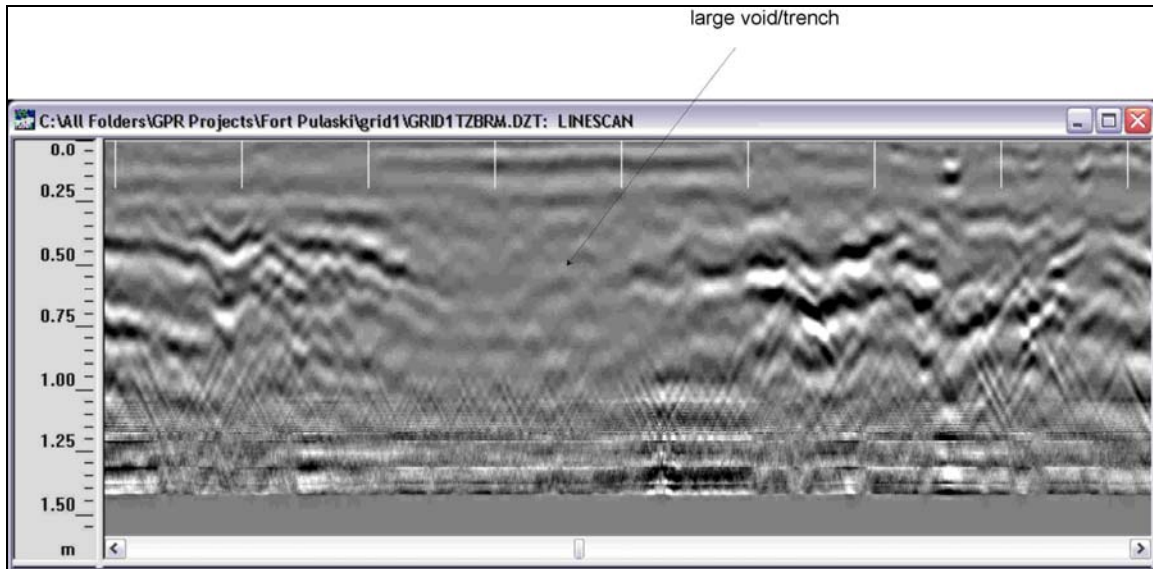 large void/trench
C:\All Folders\GPR Projects\Fort Pulaski\grid1\GRID1TZBRM.DZT: LINESCAN
0.0
0.25
0.50
0.75
1.00
1.25
1.50
m